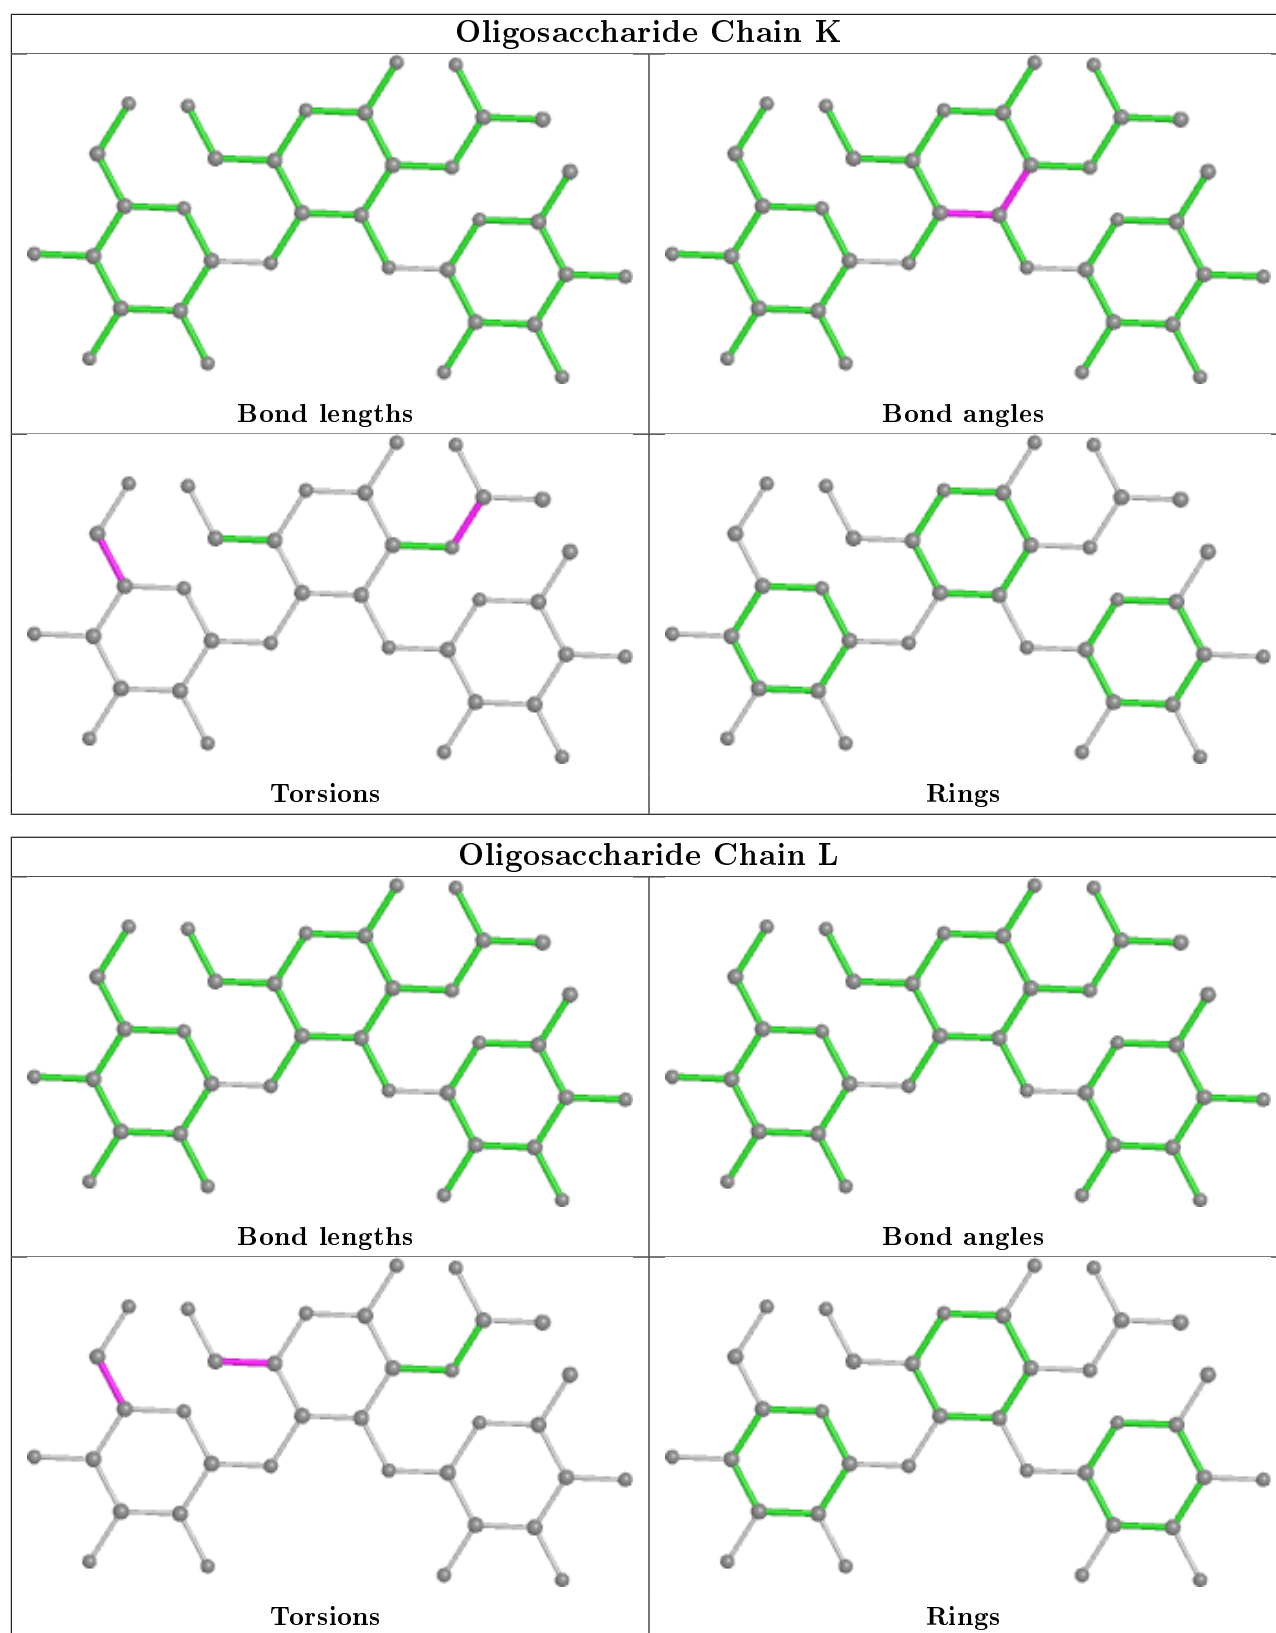 Oligosaccharide Chain K
Bond lengths
Bond angles
Torsions
Rings
Oligosaccharide Chain L
Bond lengths
Bond angles
Torsions
Rings